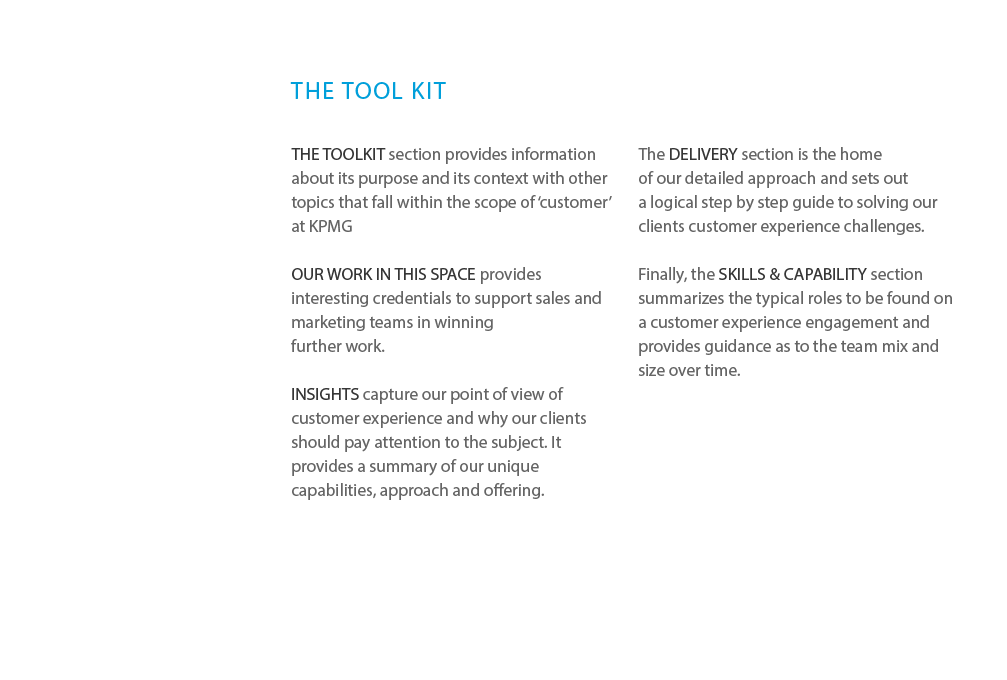 THE TOOL KIT
THE TOOLKIT section provides information
about its purpose and its context with other
topics that fall within the scope of ‘customer’
at KPMG
OUR WORK IN THIS SPACE provides
interesting credentials to support sales and
marketing teams in winning
further work.
INSIGHTS capture our point of view of
customer experience and why our clients
should pay attention to the subject. It
provides a summary of our unique
capabilities, approach and offering.
The DELIVERY section is the home
of our detailed approach and sets out
a logical step by step guide to solving our
clients customer experience challenges.
Finally, the SKILLS & CAPABILITY section
summarizes the typical roles to be found on
a customer experience engagement and
provides guidance as to the team mix and
size over time.